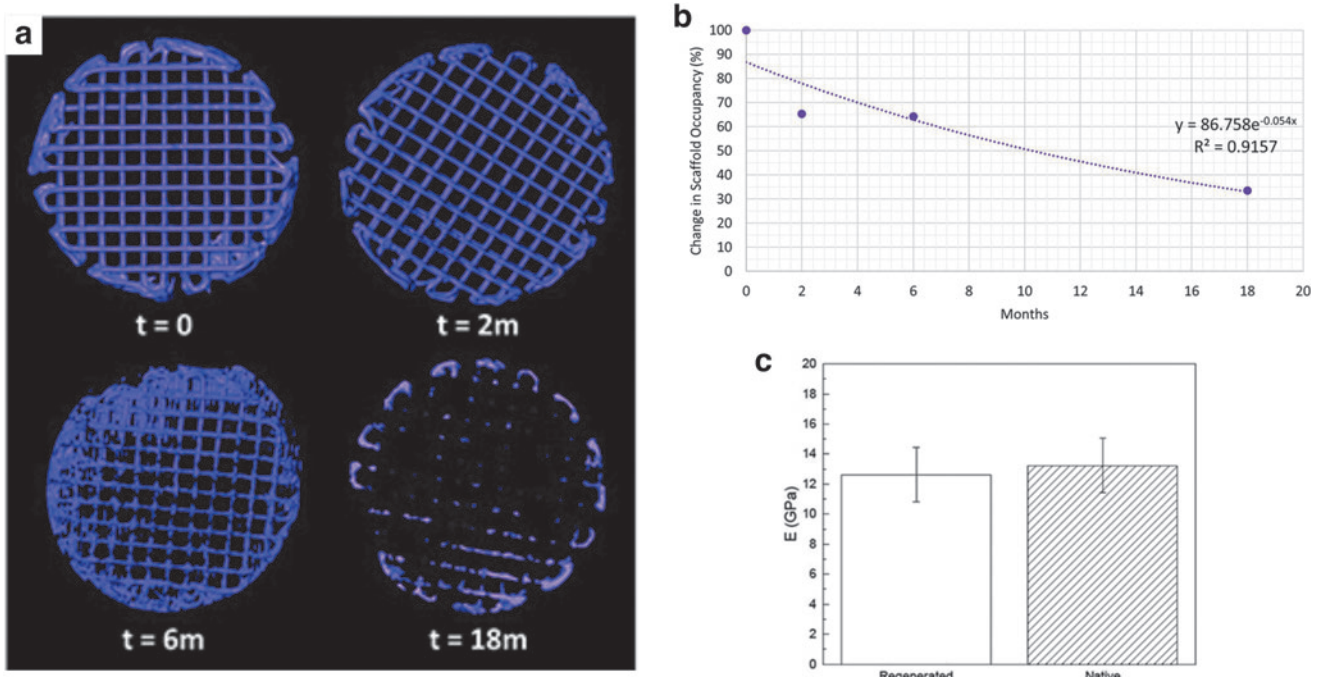 a
t = 0
t = 2m
t = 6m
t = 18m
b
Change in Scaffold Occupancy (%)
100
90
80
70
60
50
40
30
20
10
0
y = 86.758e^-0.054x
R² = 0.9157
0 2 4 6 8 10 12 14 16 18 20
Months
c
E (GPa)
20
18
16
14
12
10
8
6
4
2
0
Regenerated Native